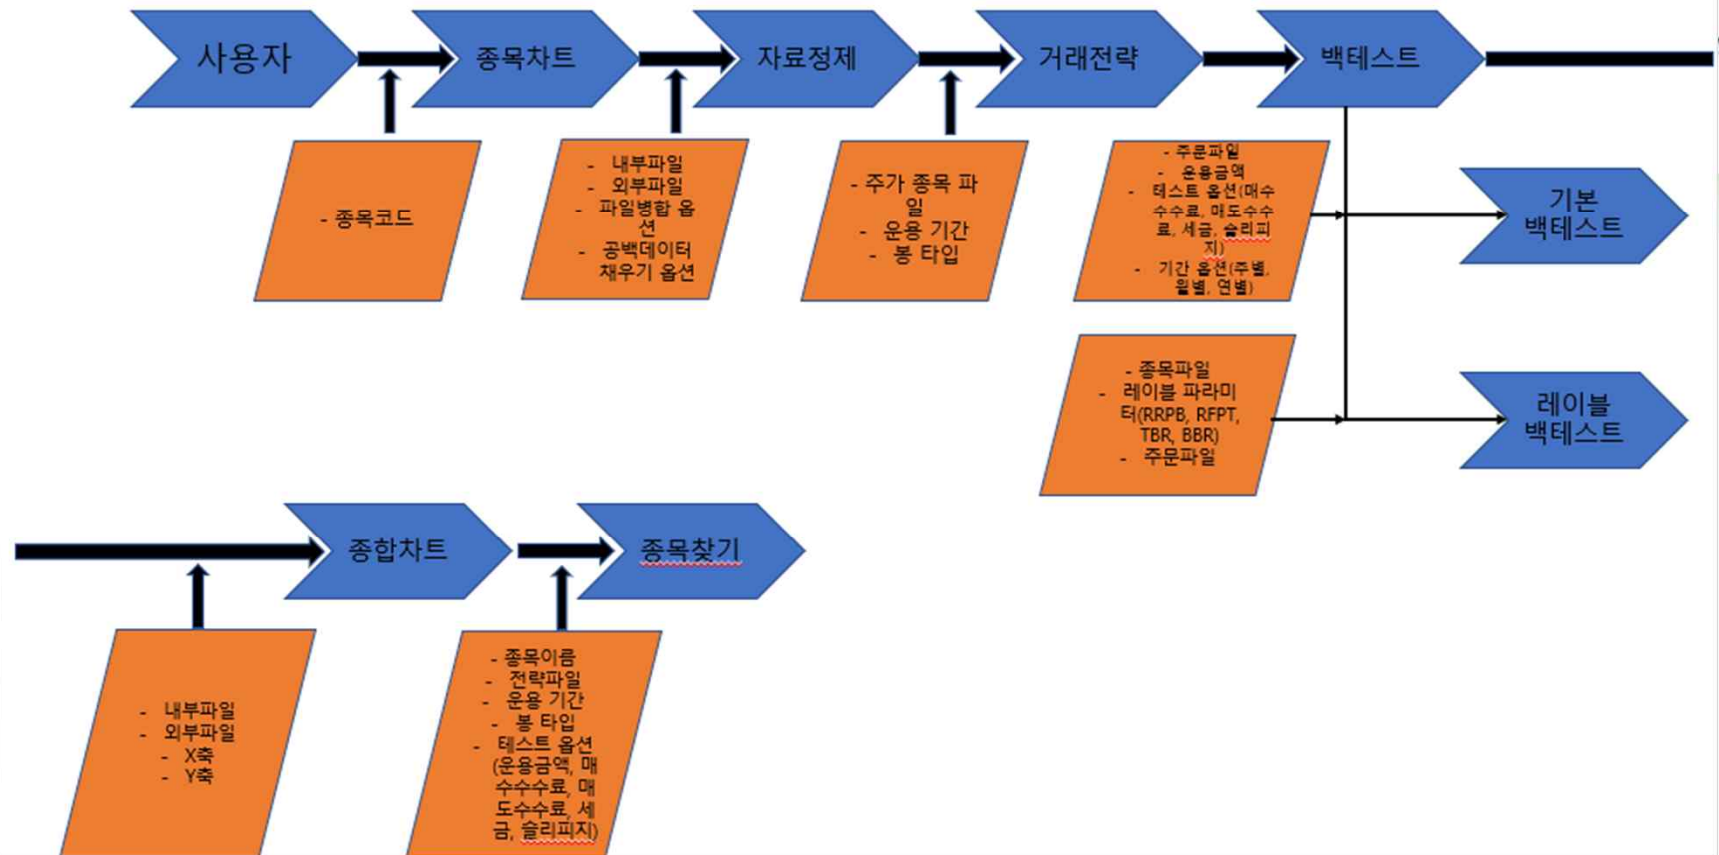 사용자
종목차트
자료정제
거래전략
백테스트
- 종목코드
- 내부파일
- 외부파일
- 파일병합 옵
션
- 공백데이터
채우기 옵션
- 주가 종목 파
일
- 운용 기간
- 봉 타입
- 주문파일
- 운용금액
- 테스트 옵션(매수
수수료, 매도수수
료, 세금, 슬리피
지)
- 기간 옵션(주별,
월별, 연별)
기본
백테스트
- 종목파일
- 레이블 파라미
터(RRPB, RFPT,
TBR, BBR)
- 주문파일
레이블
백테스트
종합차트
종목찾기
- 내부파일
- 외부파일
- X축
- Y축
- 종목이름
- 전략파일
- 운용 기간
- 봉 타입
- 테스트 옵션
(운용금액, 매
수수수료, 매
도수수료, 세
금, 슬리피지)